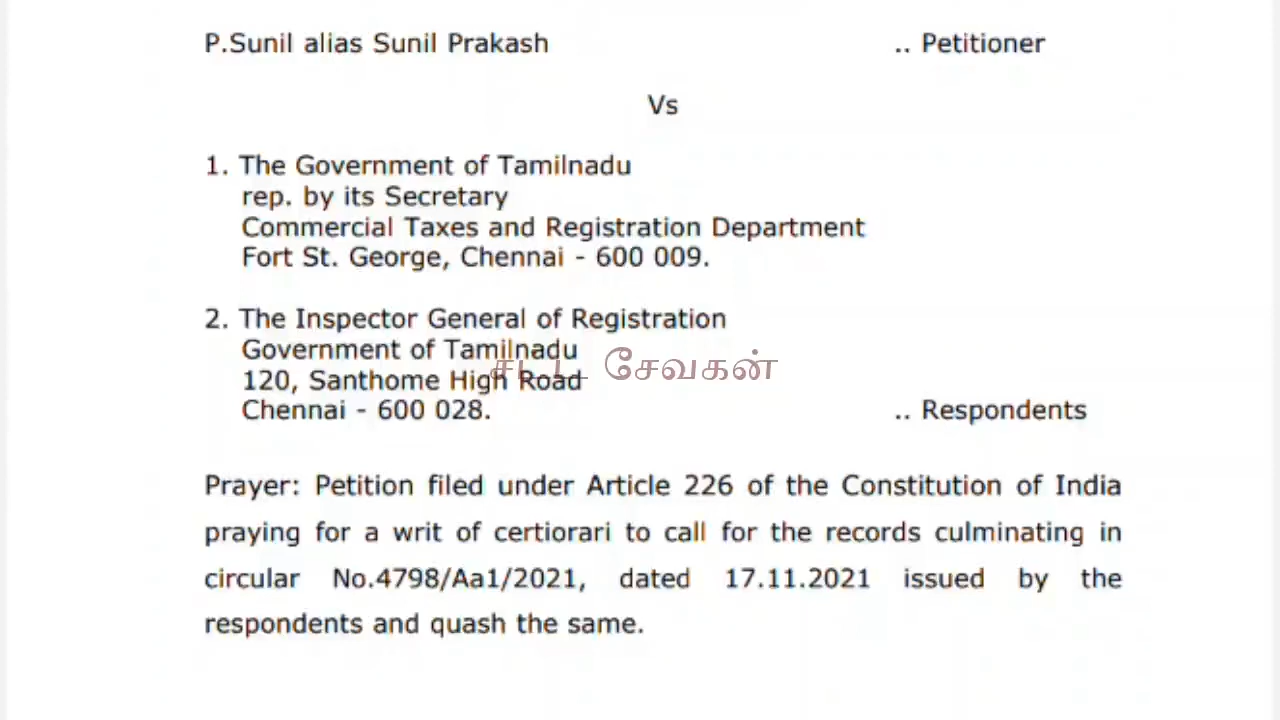 P.Sunil alias Sunil Prakash .. Petitioner
Vs
1. The Government of Tamilnadu
rep. by its Secretary
Commercial Taxes and Registration Department
Fort St. George, Chennai - 600 009.
2. The Inspector General of Registration
Government of Tamilnadu
சட்ட சேவகன்
120, Santhome High Road
Chennai - 600 028. .. Respondents
Prayer: Petition filed under Article 226 of the Constitution of India
praying for a writ of certiorari to call for the records culminating in
circular No.4798/Aa1/2021, dated 17.11.2021 issued by the
respondents and quash the same.